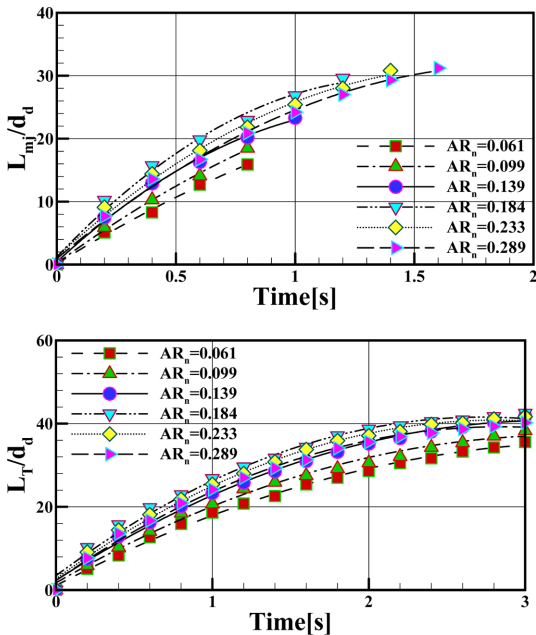 40
30
20
10
0
L_mj/d_d
AR_n=0.061
AR_n=0.099
AR_n=0.139
AR_n=0.184
AR_n=0.233
AR_n=0.289
0 0.5 1 1.5 2
Time[s]
60
40
20
0
L_T/d_d
AR_n=0.061
AR_n=0.099
AR_n=0.139
AR_n=0.184
AR_n=0.233
AR_n=0.289
0 1 2 3
Time[s]